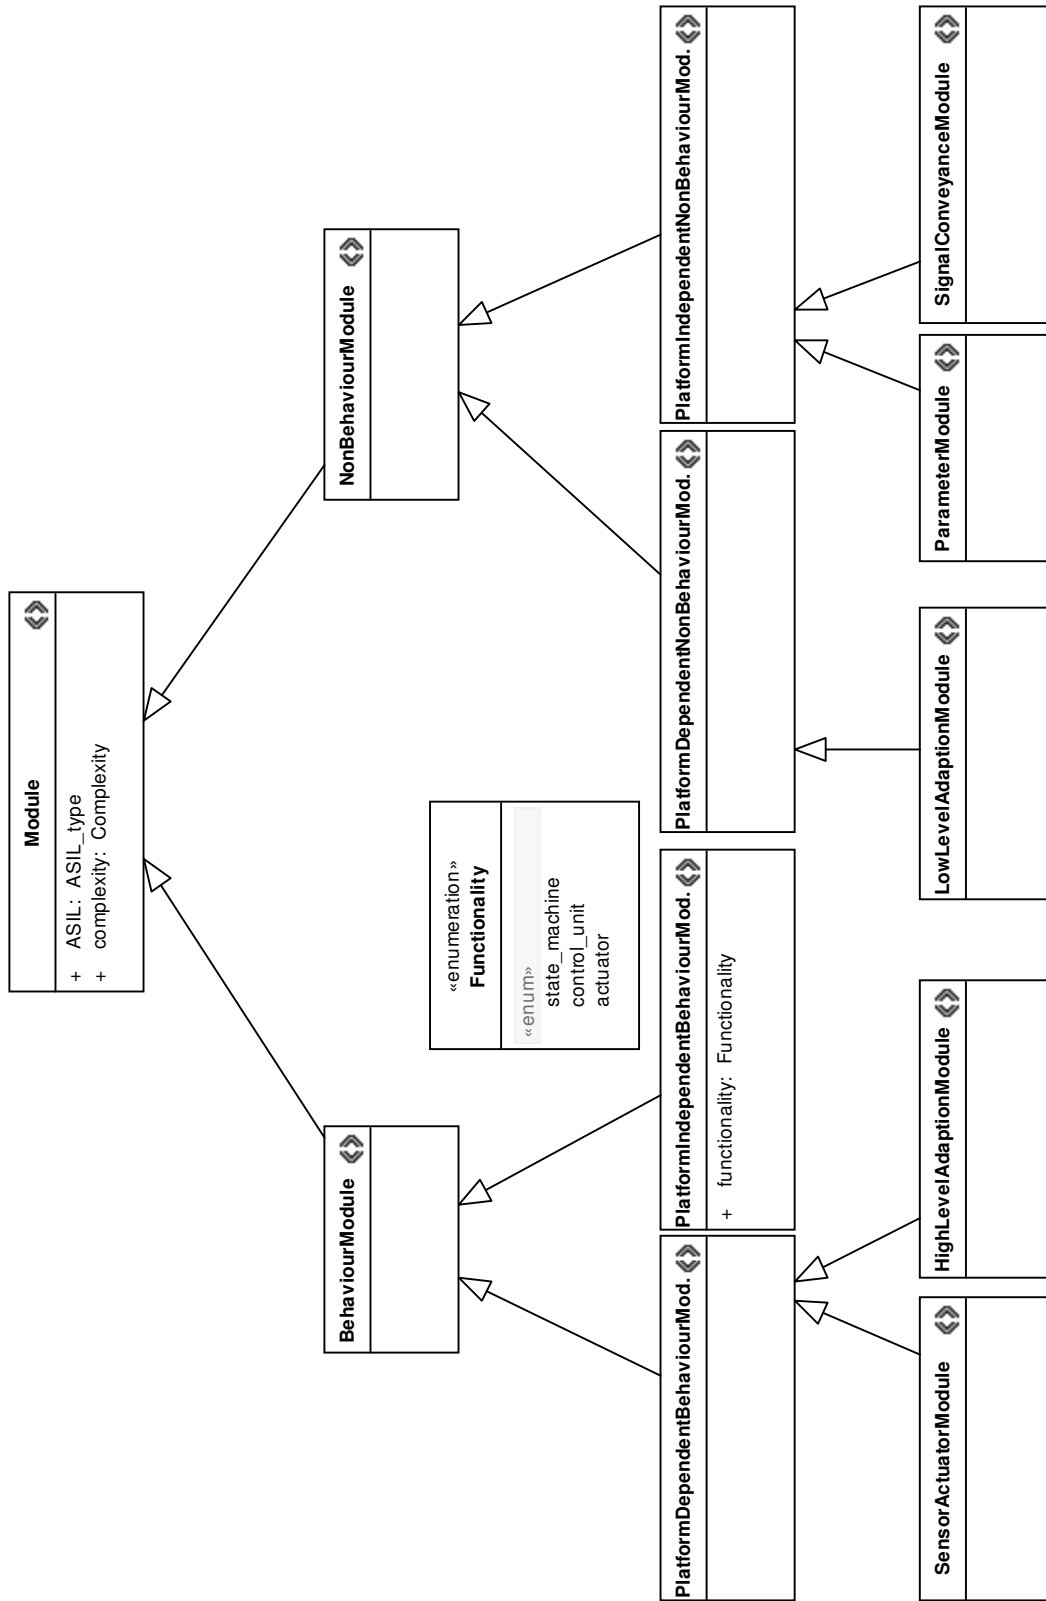 Module
+ ASIL: ASIL_type
+ complexity: Complexity
BehaviourModule
NonBehaviourModule
«enumeration»
Functionality
«enum»
state_machine
control_unit
actuator
PlatformDependentBehaviourMod.
PlatformIndependentBehaviourMod.
+ functionality: Functionality
PlatformDependentNonBehaviourMod.
PlatformIndependentNonBehaviourMod.
SensorActuatorModule
HighLevelAdaptionModule
LowLevelAdaptionModule
ParameterModule
SignalConveyanceModule